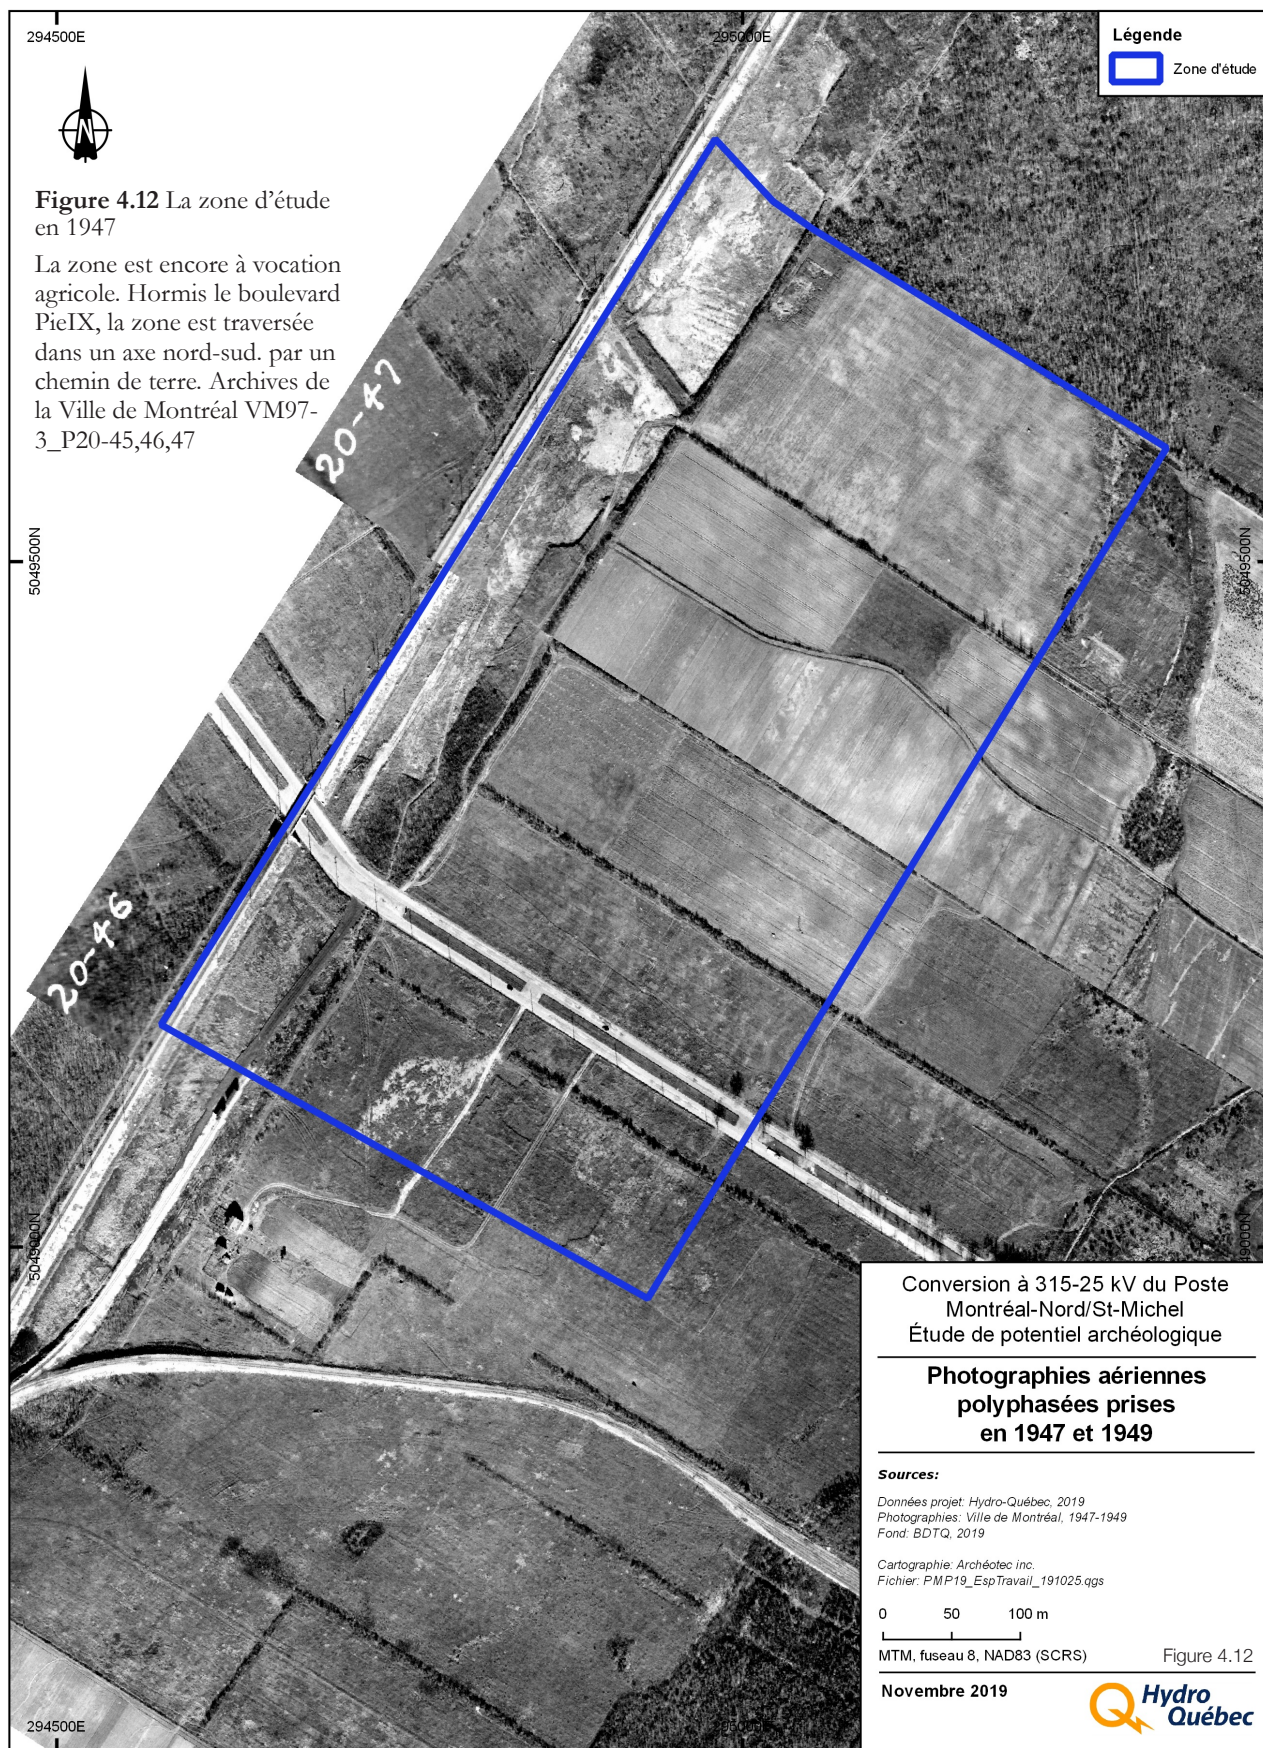 294500E
295000E
Légende
Zone d'étude
N
Figure 4.12 La zone d'étude
en 1947
La zone est encore à vocation
agricole. Hormis le boulevard
PieIX, la zone est traversée
dans un axe nord-sud. par un
chemin de terre. Archives de
la Ville de Montréal VM97-
3_P20-45,46,47
20-47
5049500N
5049500N
20-46
5049000N
49000N
Conversion à 315-25 kV du Poste
Montréal-Nord/St-Michel
Étude de potentiel archéologique
Photographies aériennes
polyphasées prises
en 1947 et 1949
Sources:
Données projet: Hydro-Québec, 2019
Photographies: Ville de Montréal, 1947-1949
Fond: BDTQ, 2019
Cartographie: Archéotec inc.
Fichier: PMP19_EspTravail_191025.qgs
0 50 100 m
MTM, fuseau 8, NAD83 (SCRS)
Figure 4.12
Novembre 2019
Hydro
Québec
294500E
295000E